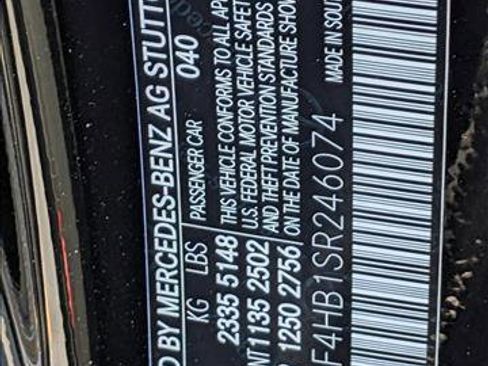 D BY MERCEDES-BENZ AG STUTT
KG LBS PASSENGER CAR 040
2335 5148 THIS VEHICLE CONFORMS TO ALL AP
NT 1135 2502 U.S. FEDERAL MOTOR VEHICLE SAFET
AND THEFT PREVENTION STANDARDS
1250 2756 ON THE DATE OF MANUFACTURE SHOW
F4HB1SR246074 MADE IN SOUT